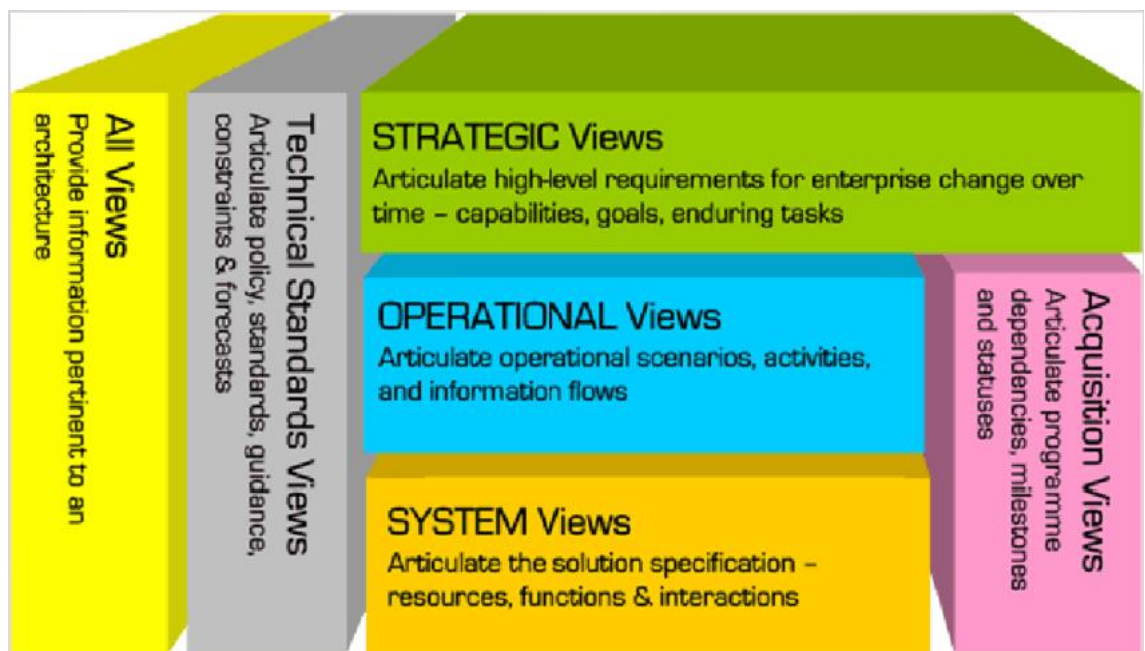 All Views
Provide information pertinent to an
architecture
Technical Standards Views
Articulate policy, standards, guidance,
constraints & forecasts
STRATEGIC Views
Articulate high-level requirements for enterprise change over
time – capabilities, goals, enduring tasks
OPERATIONAL Views
Articulate operational scenarios, activities,
and information flows
SYSTEM Views
Articulate the solution specification –
resources, functions & interactions
Acquisition Views
Articulate programme
dependencies, milestones
and statuses